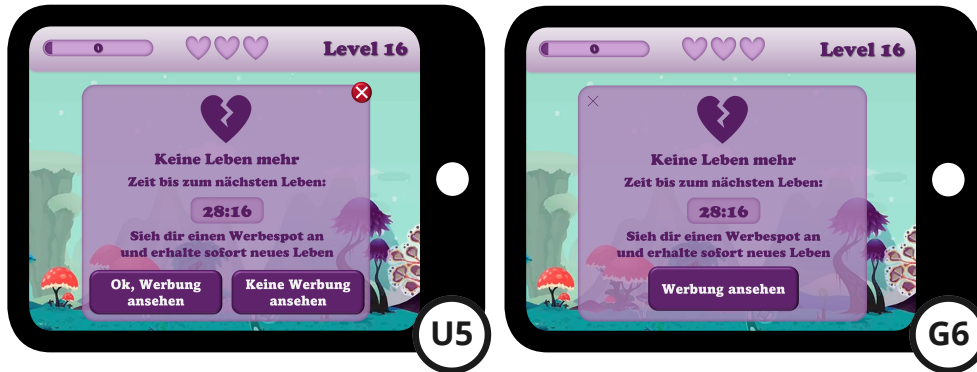 0
Level 16
Keine Leben mehr
Zeit bis zum nächsten Leben:
28:16
Sieh dir einen Werbespot an
und erhalte sofort neues Leben
Ok, Werbung
ansehen
Keine Werbung
ansehen
U5
0
Level 16
Keine Leben mehr
Zeit bis zum nächsten Leben:
28:16
Sieh dir einen Werbespot an
und erhalte sofort neues Leben
Werbung ansehen
G6